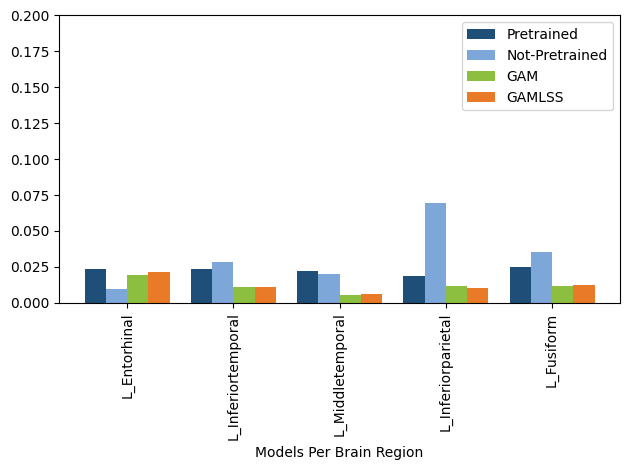 0.200
0.175
0.150
0.125
0.100
0.075
0.050
0.025
0.000
Pretrained
Not-Pretrained
GAM
GAMLSS
L_Entorhinal
L_Inferiortemporal
L_Middletemporal
L_Inferiorparietal
L_Fusiform
Models Per Brain Region